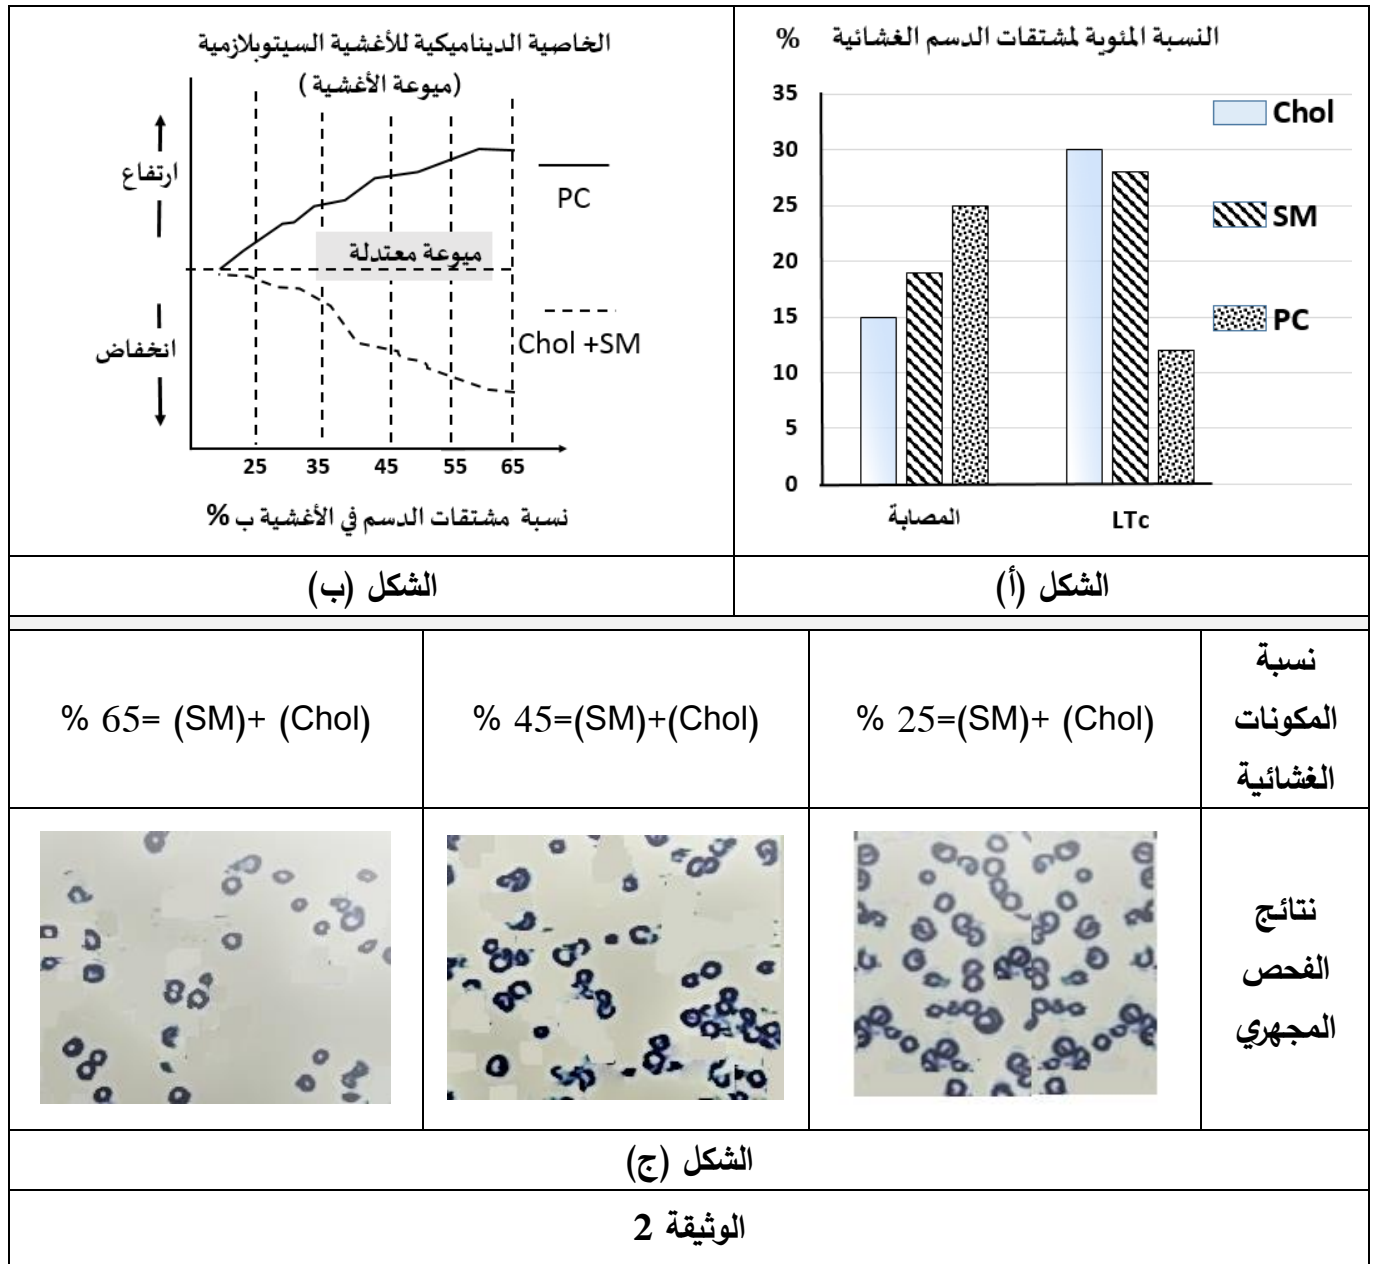 النسبة المئوية لمشتقات الدسم الغشائية %
35
30
25
20
15
10
5
0
Chol
SM
PC
المصابة
LTc
الشكل (أ)
الخاصية الديناميكية للأغشية السيتوبلازمية
(ميوعة الأغشية )
ارتفاع
انخفاض
ميوعة معتدلة
PC
Chol +SM
25 35 45 55 65
نسبة مشتقات الدسم في الأغشية ب %
الشكل (ب)
نسبة
المكونات
الغشائية
% 25=(SM)+ (Chol)
% 45=(SM)+(Chol)
% 65= (SM)+ (Chol)
نتائج
الفحص
المجهري
الشكل (ج)
الوثيقة 2